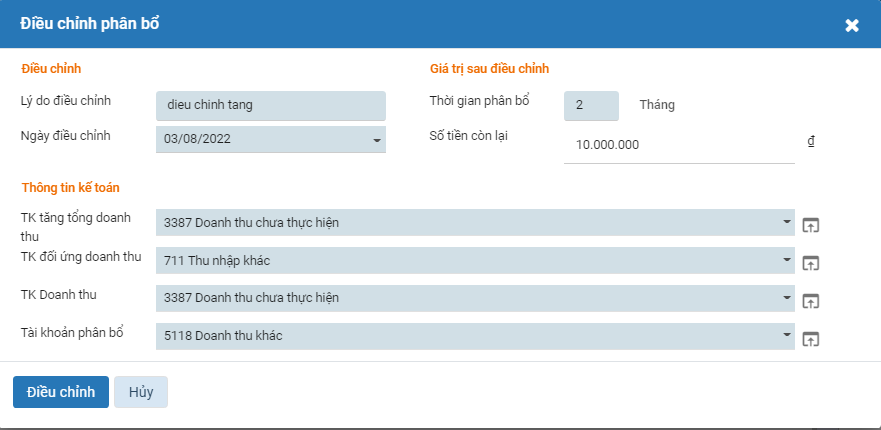 Điều chỉnh phân bổ
Điều chỉnh
Giá trị sau điều chỉnh
Lý do điều chỉnh
dieu chinh tang
Thời gian phân bổ
2
Tháng
Ngày điều chỉnh
03/08/2022
Số tiền còn lại
10.000.000
₫
Thông tin kế toán
TK tăng tổng doanh
thu
3387 Doanh thu chưa thực hiện
TK đối ứng doanh thu
711 Thu nhập khác
TK Doanh thu
3387 Doanh thu chưa thực hiện
Tài khoản phân bổ
5118 Doanh thu khác
Điều chỉnh
Hủy